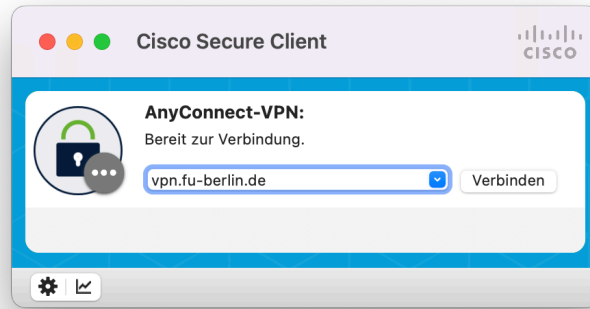 Cisco Secure Client
CISCO
AnyConnect-VPN:
Bereit zur Verbindung.
vpn.fu-berlin.de
Verbinden